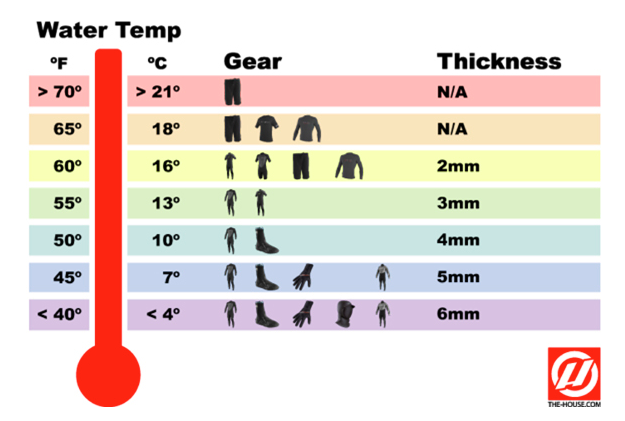 Water Temp
ºF ºC Gear Thickness
> 70º > 21º N/A
65º 18º N/A
60º 16º 2mm
55º 13º 3mm
50º 10º 4mm
45º 7º 5mm
< 40º < 4º 6mm
THE-HOUSE.COM